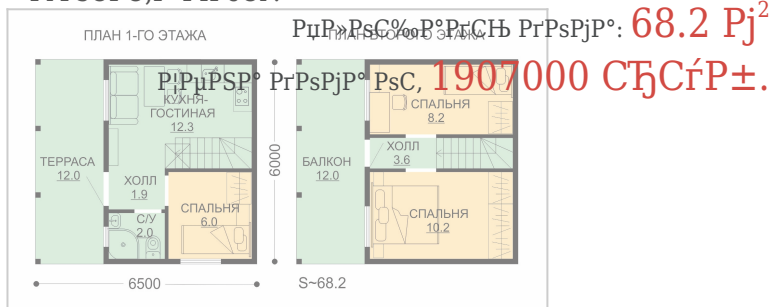 РџР»РѕС‰Р°РґСЊ РґРѕРјР°: 68.2 Рј²
ПЛАН 1-ГО ЭТАЖА
ПЛАН ВТОРОГО ЭТАЖА
Р¦РµРЅР° РґРѕРјР° РѕС‚ 1907000 СЂСѓР±.
КУХНЯ-
ГОСТИНАЯ
12.3
ТЕРРАСА
12.0
ХОЛЛ
1.9
С/У
2.0
СПАЛЬНЯ
6.0
6000
6500
СПАЛЬНЯ
8.2
ХОЛЛ
3.6
БАЛКОН
12.0
СПАЛЬНЯ
10.2
S~68.2